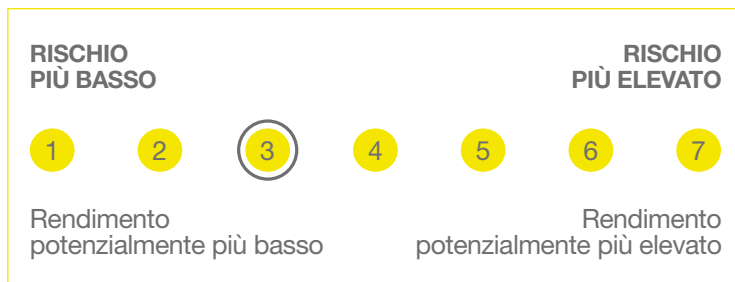 RISCHIO
PIÙ BASSO
RISCHIO
PIÙ ELEVATO
1 2 3 4 5 6 7
Rendimento
potenzialmente più basso
Rendimento
potenzialmente più elevato